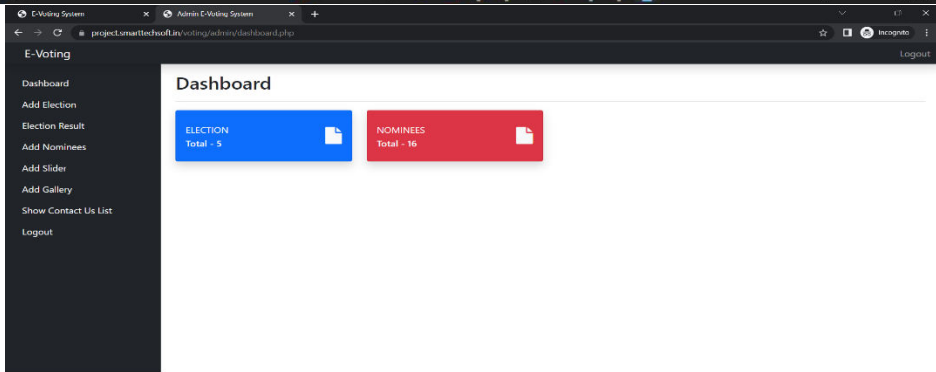 E-Voting System
Admin E-Voting System
project.smarttechsoft.in/voting/admin/dashboard.php
Incognito
E-Voting
Logout
Dashboard
Add Election
Election Result
Add Nominees
Add Slider
Add Gallery
Show Contact Us List
Logout
Dashboard
ELECTION
Total - 5
NOMINEES
Total - 16